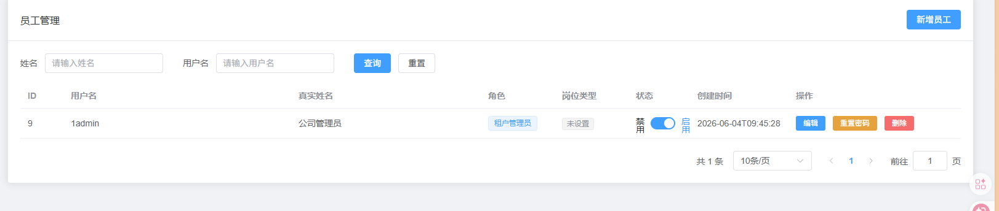 员工管理 新增员工
姓名 请输入姓名 用户名 请输入用户名 查询 重置
ID 用户名 真实姓名 角色 岗位类型 状态 创建时间 操作
9 1admin 公司管理员 租户管理员 未设置 禁用 启用 2026-06-04T09:45:28 编辑 重置密码 删除
共 1 条 10条/页 1 前往 1 页